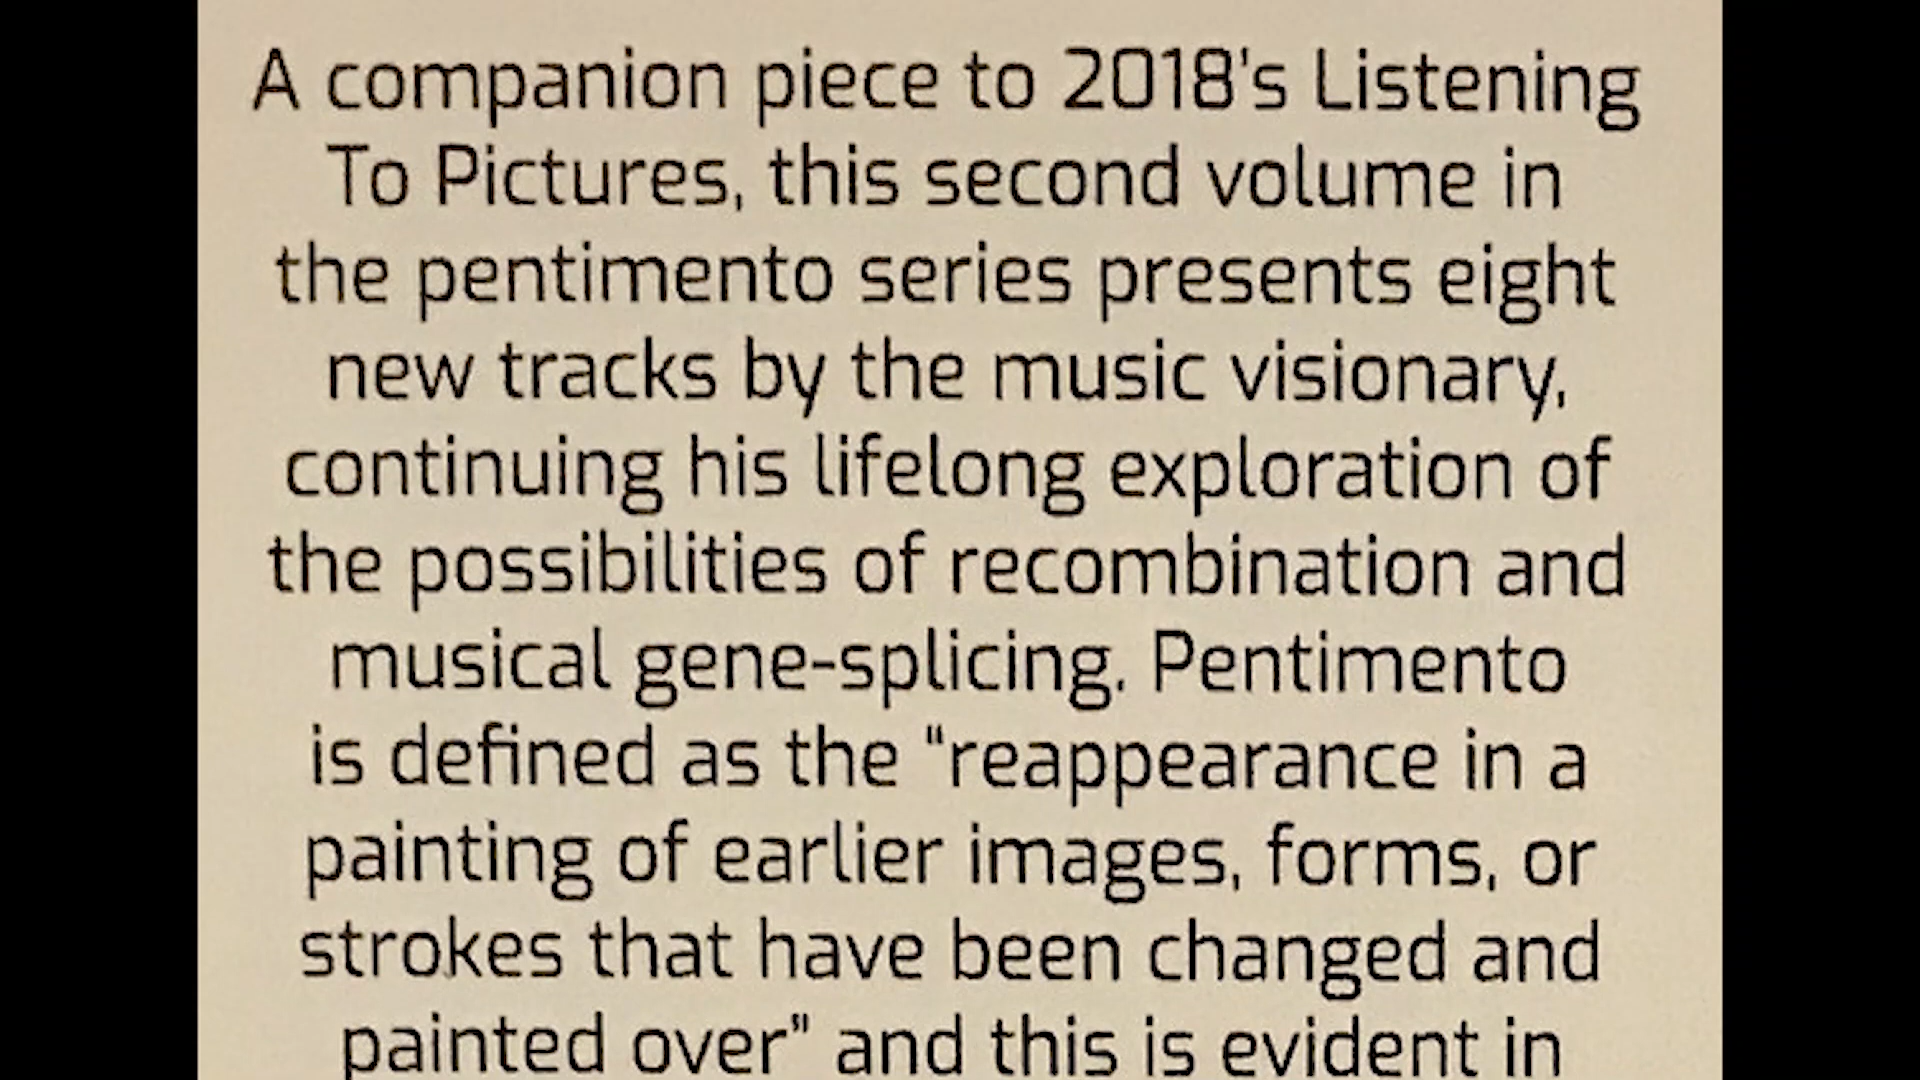 A companion piece to 2018's Listening
To Pictures, this second volume in
the pentimento series presents eight
new tracks by the music visionary,
continuing his lifelong exploration of
the possibilities of recombination and
musical gene-splicing. Pentimento
is defined as the “reappearance in a
painting of earlier images, forms, or
strokes that have been changed and
painted over” and this is evident in